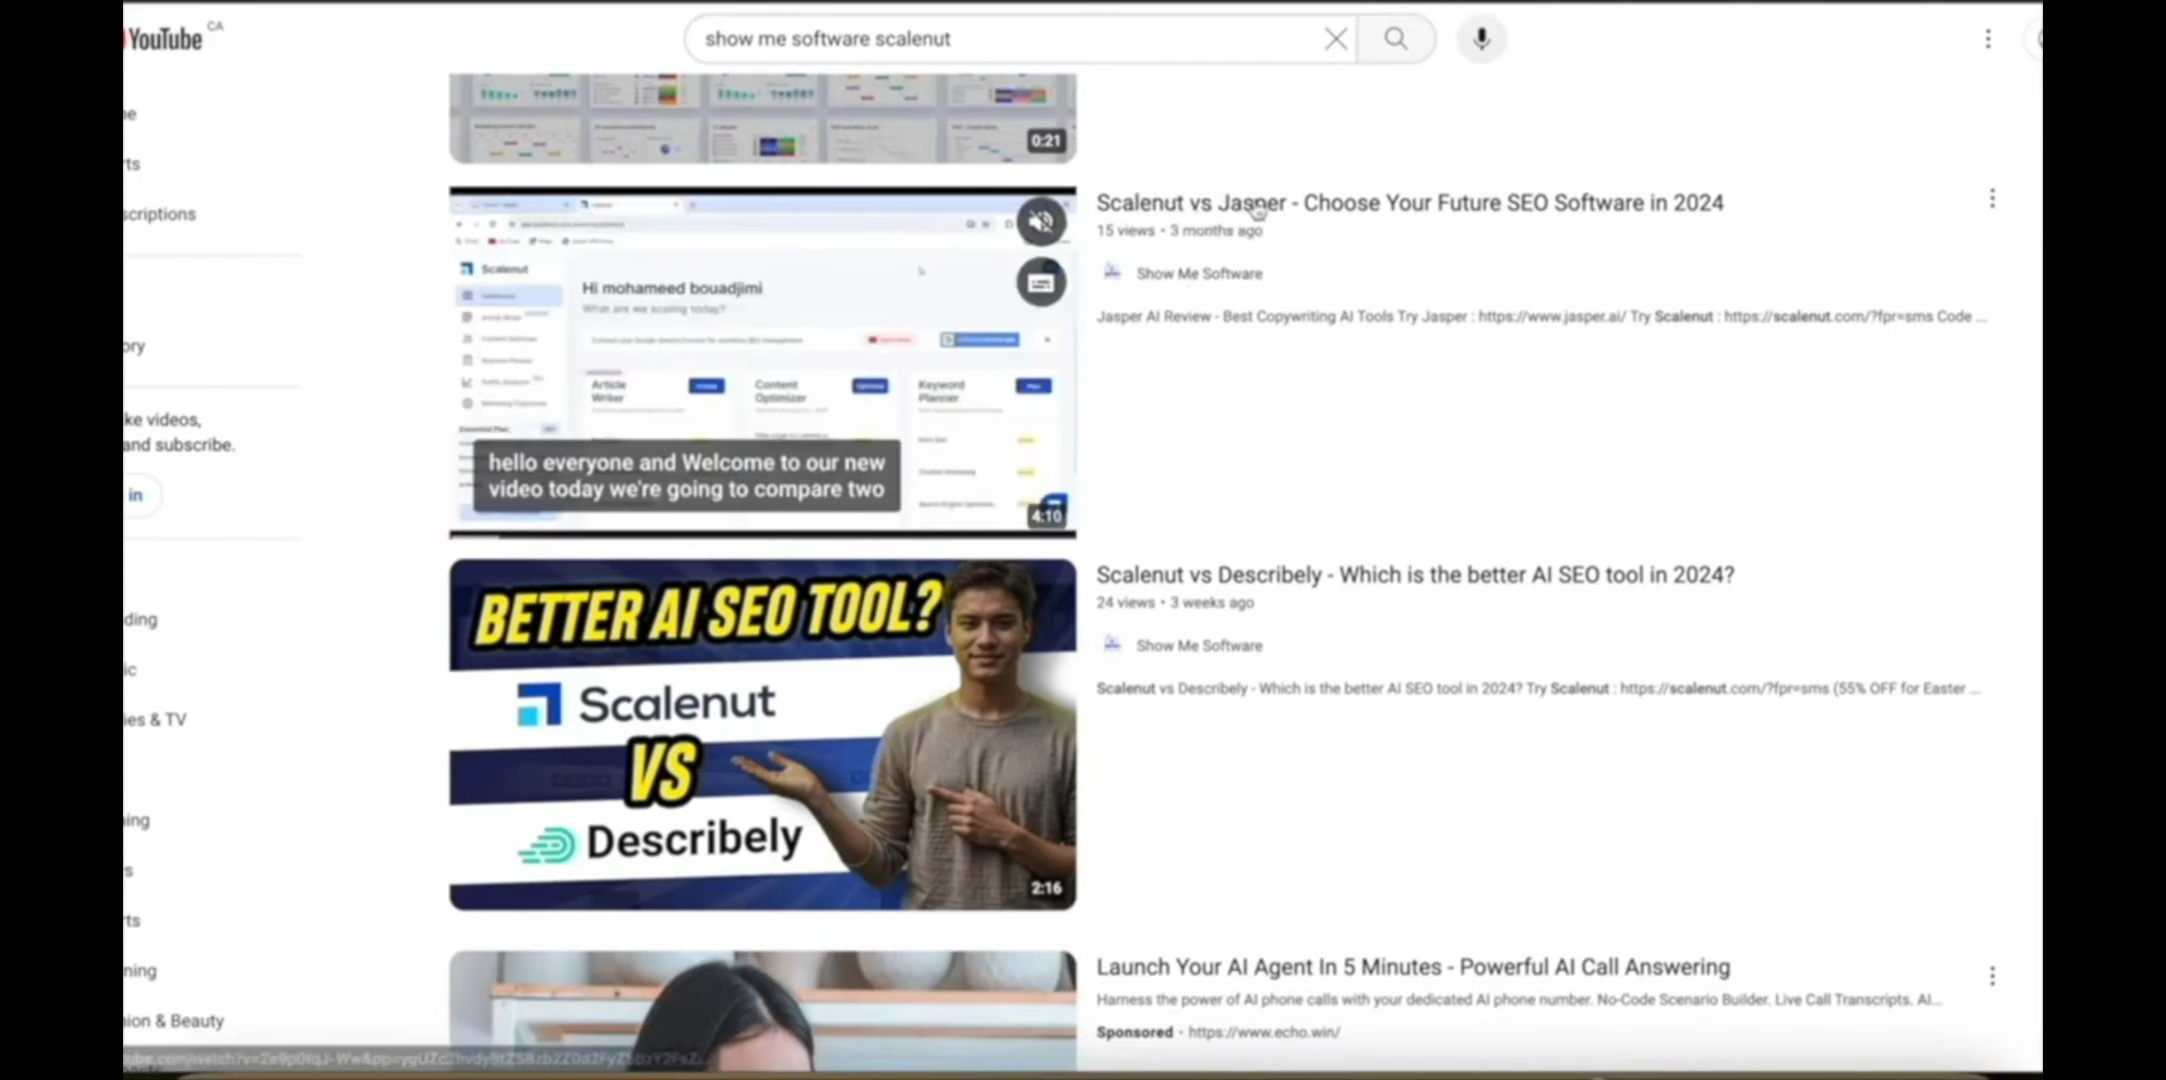 YouTube CA
show me software scalenut
ne
rts
scriptions
ory
ke videos,
and subscribe.
in
ding
ic
ies & TV
ning
rts
ning
ion & Beauty
0:21
Scalenut
Hi mohameed bouadjimi
What are we scaling today?
Article Writer
Content Optimizer
Keyword Planner
hello everyone and Welcome to our new
video today we're going to compare two
4:10
Scalenut vs Jasper - Choose Your Future SEO Software in 2024
15 views • 3 months ago
Show Me Software
Jasper AI Review - Best Copywriting AI Tools Try Jasper : https://www.jasper.ai/ Try Scalenut : https://scalenut.com/?fpr=sms Code ...
BETTER AI SEO TOOL?
Scalenut
VS
Describely
2:16
Scalenut vs Describely - Which is the better AI SEO tool in 2024?
24 views • 3 weeks ago
Show Me Software
Scalenut vs Describely - Which is the better AI SEO tool in 2024? Try Scalenut : https://scalenut.com/?fpr=sms (55% OFF for Easter ...
Launch Your AI Agent In 5 Minutes - Powerful AI Call Answering
Harness the power of AI phone calls with your dedicated AI phone number. No-Code Scenario Builder. Live Call Transcripts. AI...
Sponsored · https://www.echo.win/